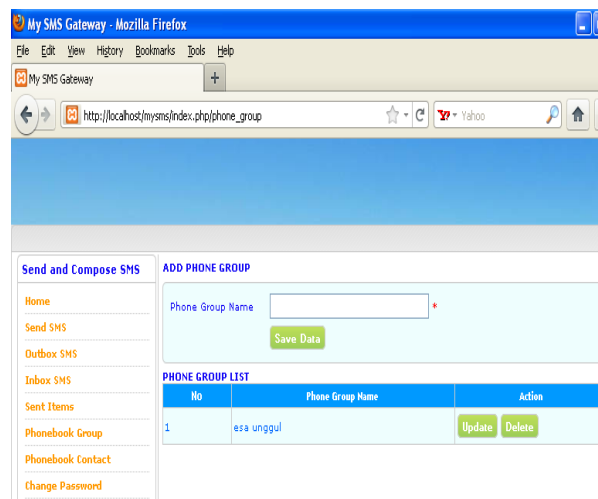 My SMS Gateway - Mozilla Firefox
File Edit View History Bookmarks Tools Help
My SMS Gateway
http://localhost/mysms/index.php/phone_group
Yahoo
Send and Compose SMS
Home
Send SMS
Outbox SMS
Inbox SMS
Sent Items
Phonebook Group
Phonebook Contact
Change Password
ADD PHONE GROUP
Phone Group Name *
Save Data
PHONE GROUP LIST
No Phone Group Name Action
1 esa unggul Update Delete